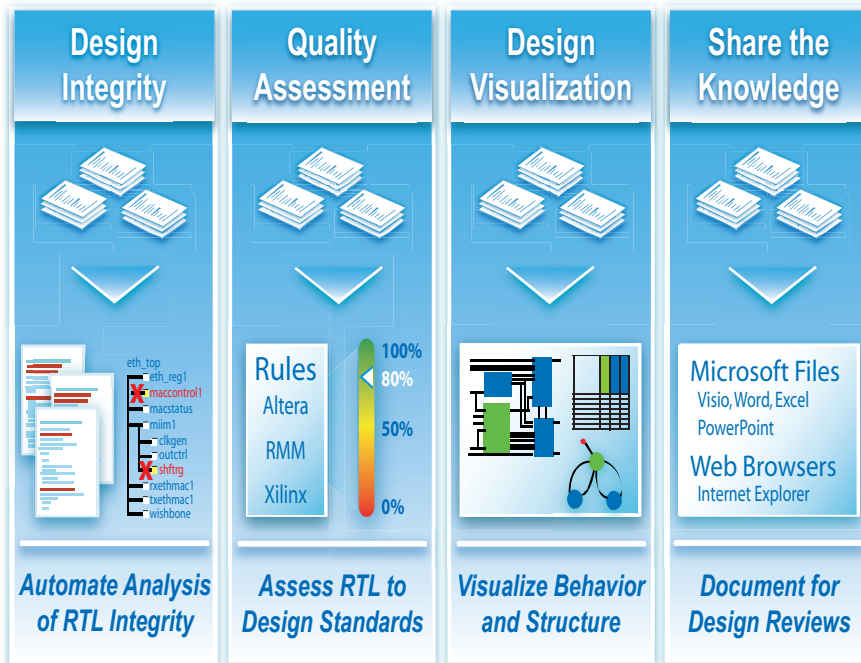 Design
Integrity
eth_top
eth_reg1
maccontrol1
macstatus
miim1
clkgen
outctrl
shftrg
rxethmac1
txethmac1
wishbone
Automate Analysis
of RTL Integrity
Quality
Assessment
Rules
Altera
RMM
Xilinx
100%
80%
50%
0%
Assess RTL to
Design Standards
Design
Visualization
Visualize Behavior
and Structure
Share the
Knowledge
Microsoft Files
Visio, Word, Excel
PowerPoint
Web Browsers
Internet Explorer
Document for
Design Reviews